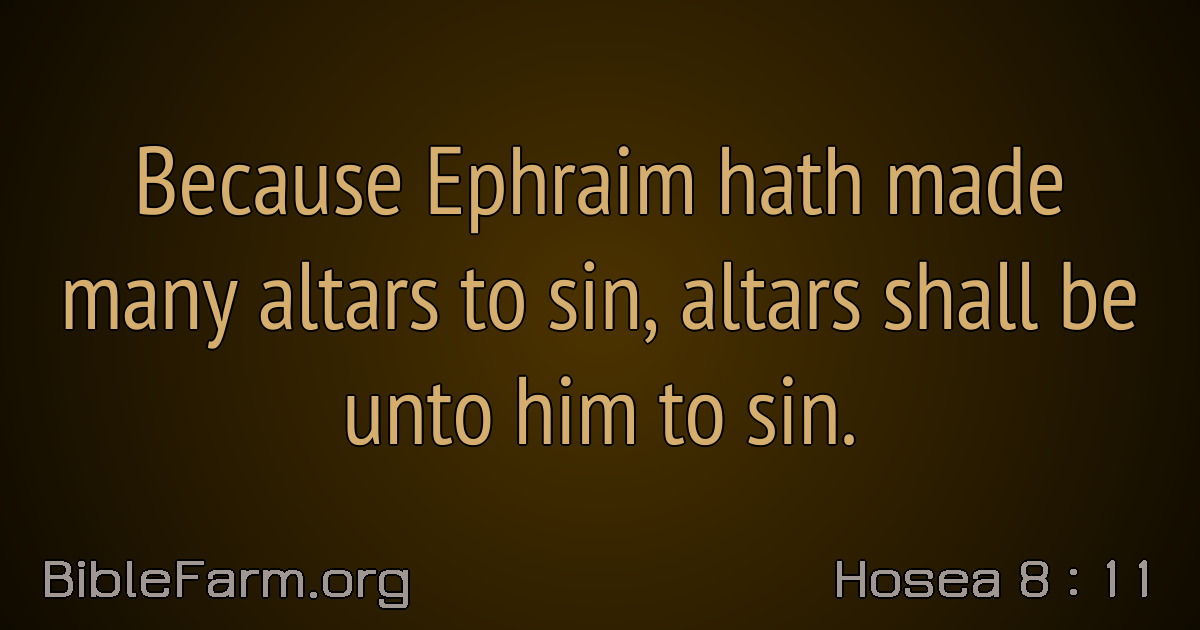 Because Ephraim hath made
many altars to sin, altars shall be
unto him to sin.
BibleFarm.org
Hosea 8 : 11